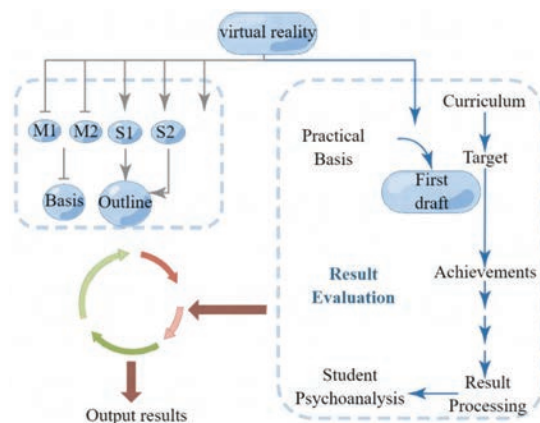 virtual reality
M1
M2
S1
S2
Basis
Outline
Output results
Curriculum
Practical
Basis
Target
First
draft
Achievements
Result
Evaluation
Student
Psychoanalysis
Result
Processing